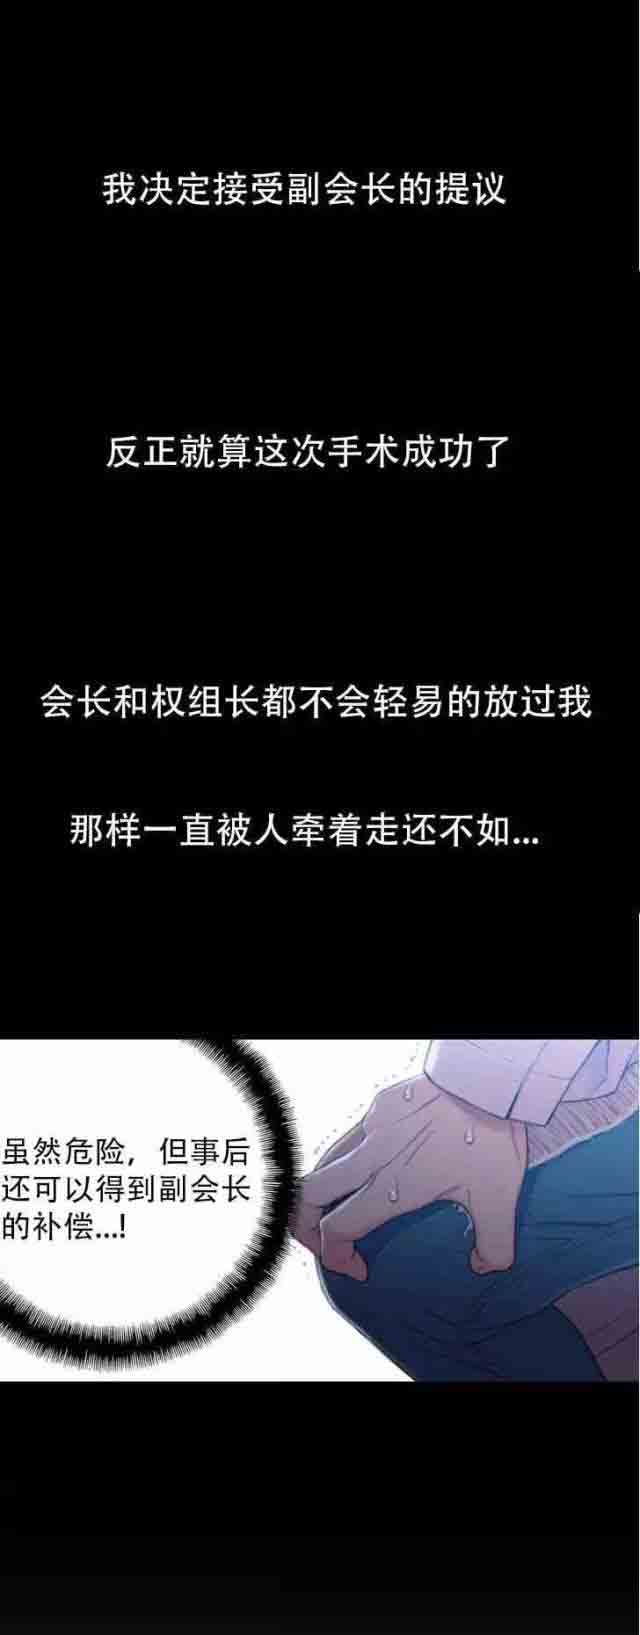 我决定接受副会长的提议
反正就算这次手术成功了
会长和权组长都不会轻易的放过我
那样一直被人牵着走还不如...
虽然危险，但事后
还可以得到副会长
的补偿...!